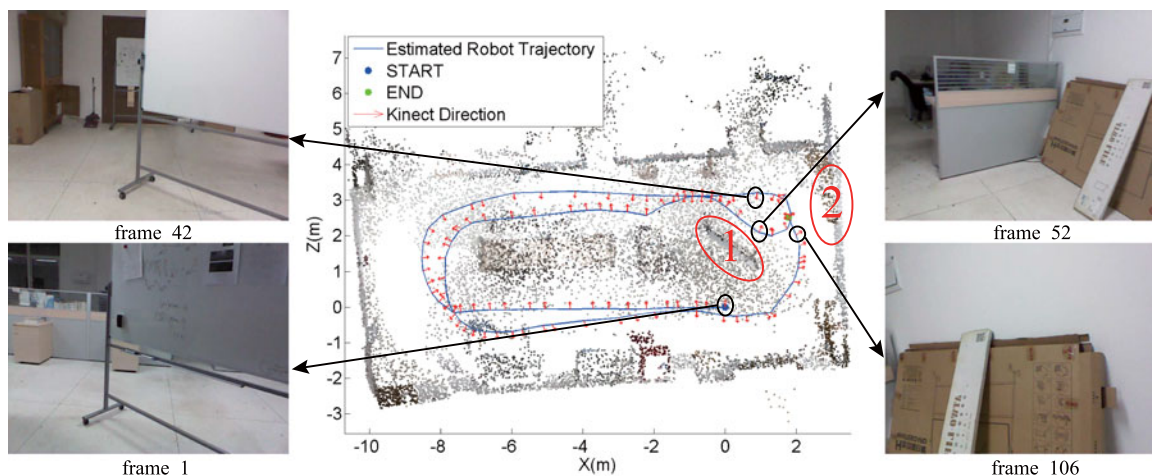 Estimated Robot Trajectory
START
END
Kinect Direction
7
6
5
4
3
2
1
0
-1
-2
-3
Z(m)
-10
-8
-6
-4
-2
0
2
X(m)
1
2
frame 42
frame 1
frame 52
frame 106